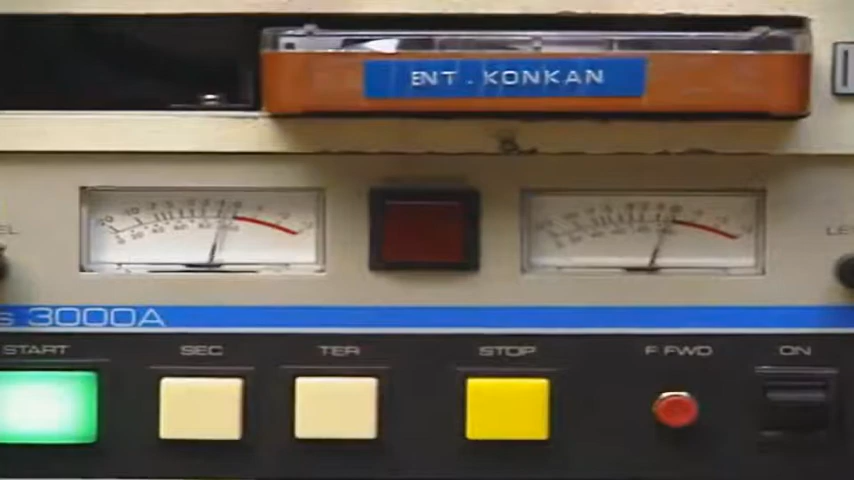 ENT. KONKAN
s 3000A
START
SEC
TER
STOP
F FWD
ON